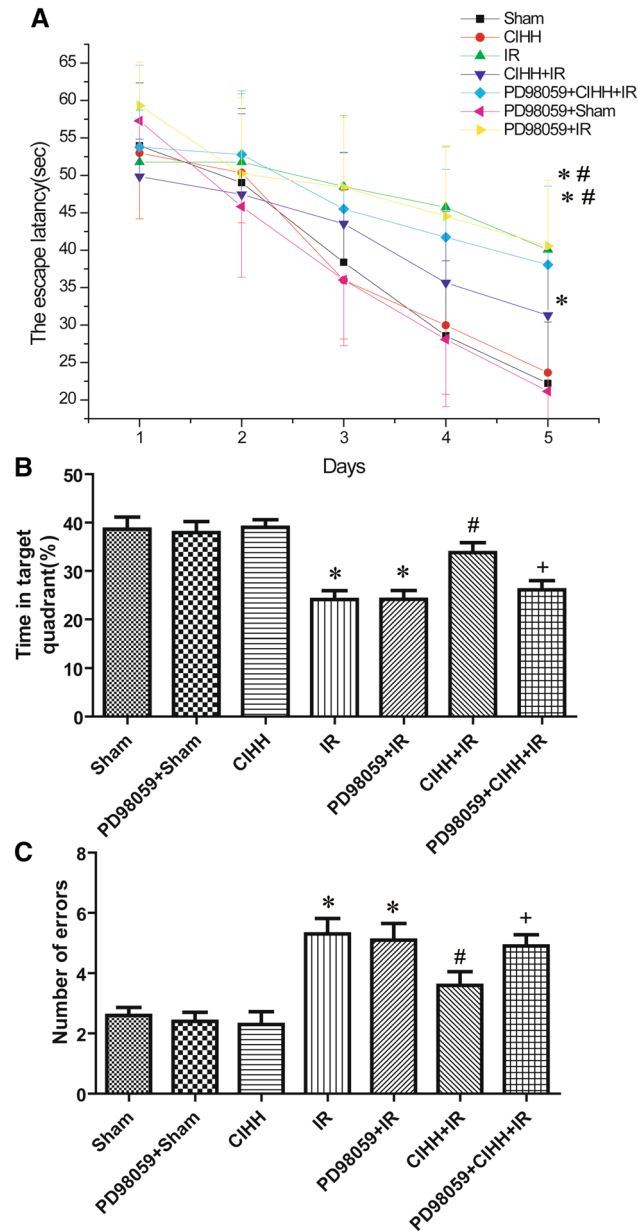 A
Sham
CIHH
IR
CIHH+IR
PD98059+CIHH+IR
PD98059+Sham
PD98059+IR
The escape latancy(sec)
65
60
55
50
45
40
35
30
25
20
* #
* #
*
1 2 3 4 5
Days
B
Time in target
quadrant(%)
50
40
30
20
10
0
* * # +
Sham
PD98059+Sham
CIHH
IR
PD98059+IR
CIHH+IR
PD98059+CIHH+IR
C
Number of errors
8
6
4
2
0
* * # +
Sham
PD98059+Sham
CIHH
IR
PD98059+IR
CIHH+IR
PD98059+CIHH+IR